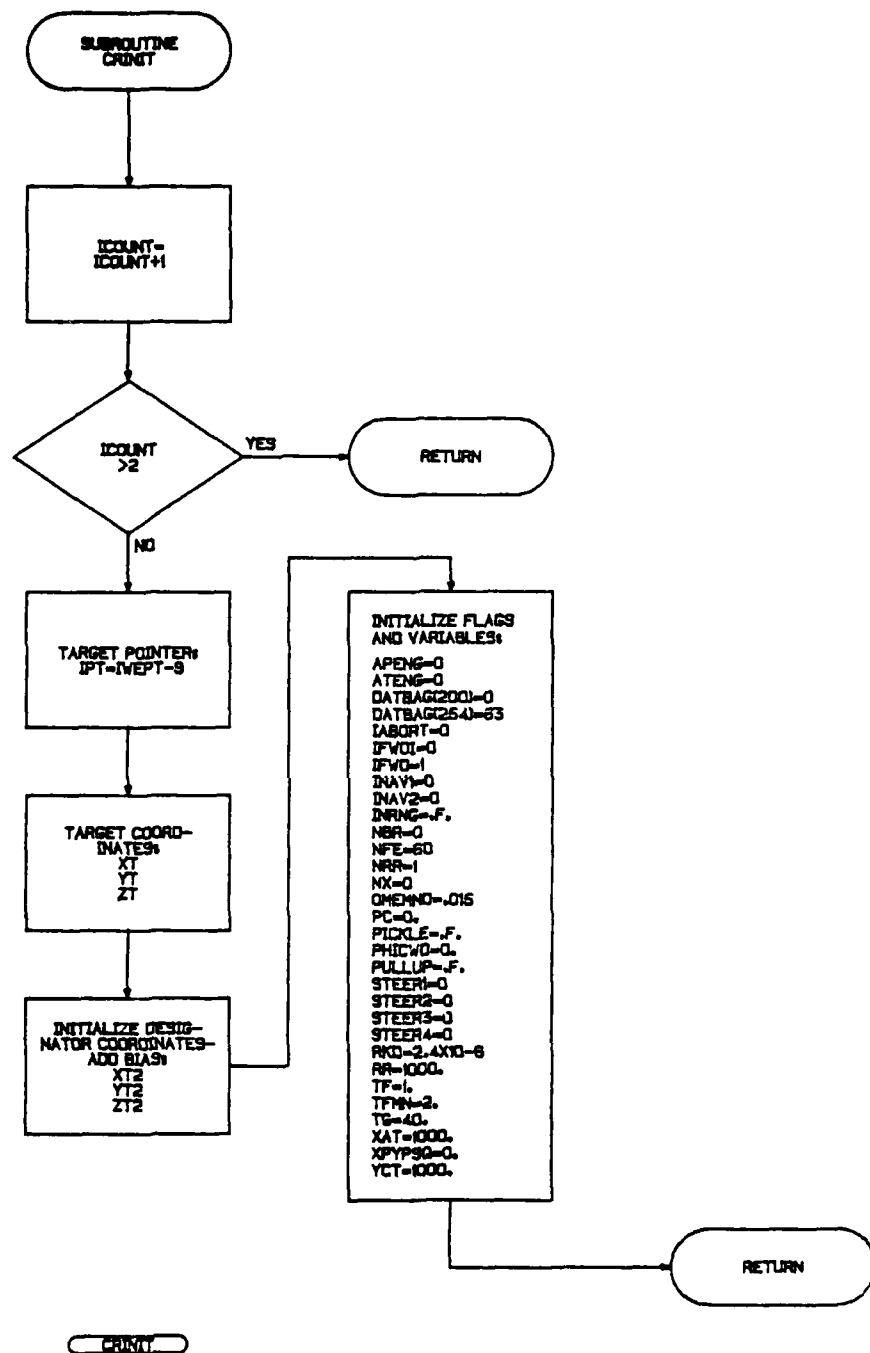 SUBROUTINE
CRINIT
ICOUNT=
ICOUNT+1
ICOUNT
>2
YES
RETURN
NO
TARGET POINTER:
IPT=IWEPT-9
TARGET COORD-
INATES:
XT
YT
ZT
INITIALIZE DESIG-
NATOR COORDINATES-
ADD BIAS:
XT2
YT2
ZT2
INITIALIZE FLAGS
AND VARIABLES:
APENG=0
ATENG=0
DATBAG(200)=0
DATBAG(254)=63
IABORT=0
IFWDI=0
IFWD=1
INAV1=0
INAV2=0
INRNG=.F.
NBR=0
NFE=60
NRR=1
NX=0
OMEMNO=.015
PC=0.
PICKLE=.F.
PHICWO=0.
PULLUP=.F.
STEER1=0
STEER2=0
STEER3=0
STEER4=0
RKD=2.4X10-6
RR=1000.
TF=1.
TFMN=2.
TG=40.
XAT=1000.
XPYPSQ=0.
YCT=1000.
RETURN
CRINIT